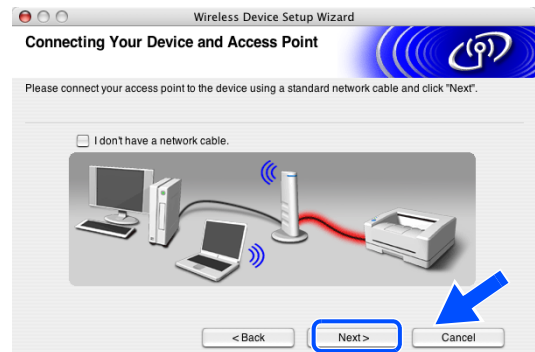 Wireless Device Setup Wizard
Connecting Your Device and Access Point
Please connect your access point to the device using a standard network cable and click "Next".
I don't have a network cable.
< Back
Next >
Cancel